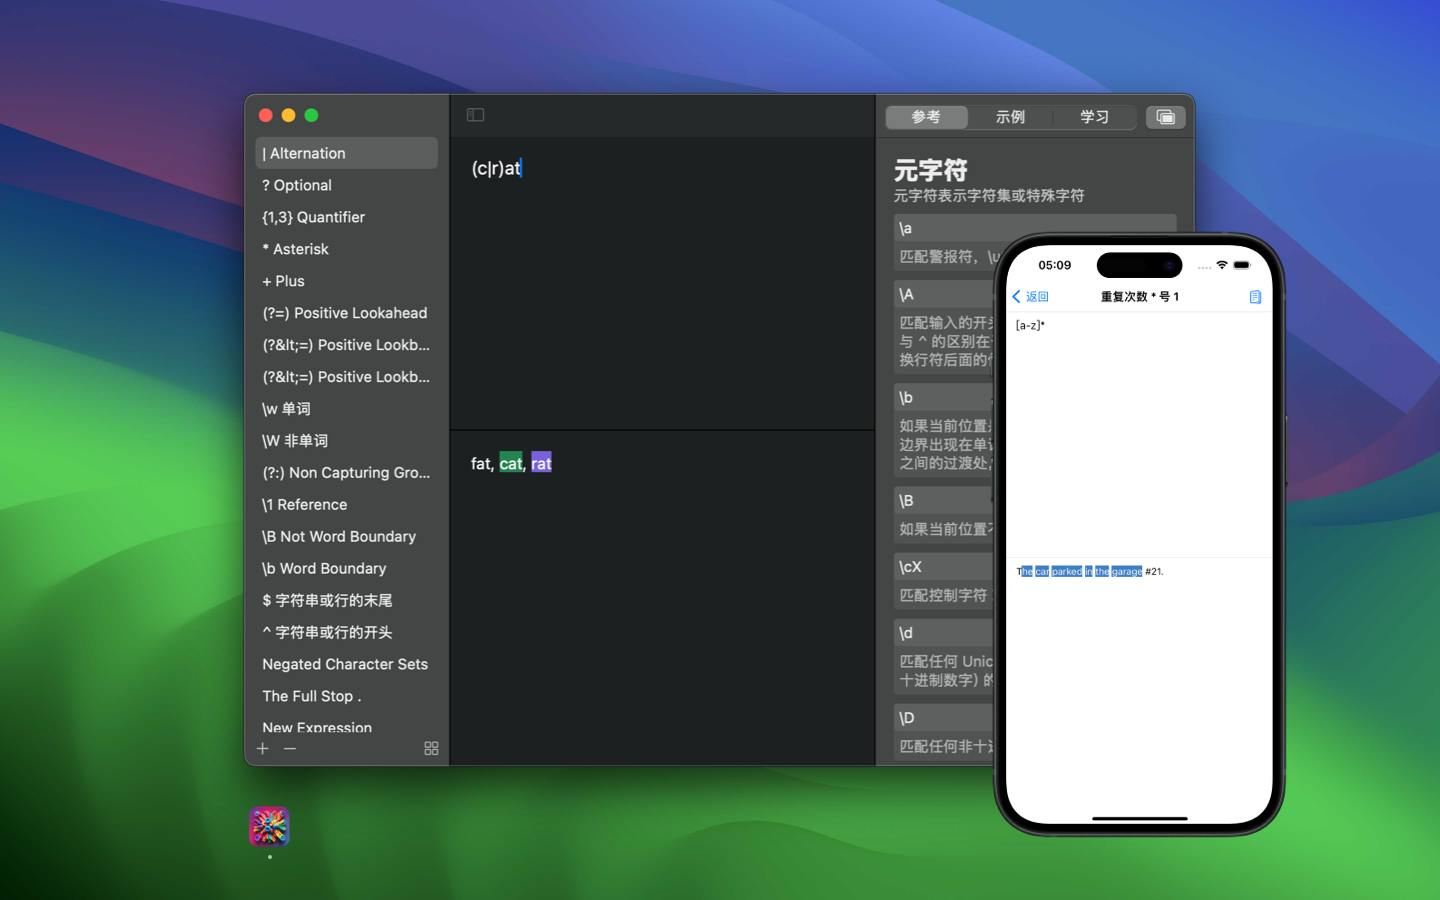 | Alternation
? Optional
{1,3} Quantifier
* Asterisk
+ Plus
(?=) Positive Lookahead
(?&lt;=) Positive Lookb...
(?&lt;=) Positive Lookb...
\w 单词
\W 非单词
(?:) Non Capturing Gro...
\1 Reference
\B Not Word Boundary
\b Word Boundary
$ 字符串或行的末尾
^ 字符串或行的开头
Negated Character Sets
The Full Stop .
New Expression
(c|r)at
fat, cat, rat
参考
示例
学习
元字符
元字符表示字符集或特殊字符
\a
匹配警报符，\u
\A
匹配输入的开头
与 ^ 的区别在
换行符后面的
\b
如果当前位置
边界出现在单
之间的过渡处,
\B
如果当前位置
\cX
匹配控制字符
\d
匹配任何 Unic
十进制数字) 的
\D
匹配任何非十
05:09
返回
重复次数 * 号 1
[a-z]*
The car parked in the garage #21.